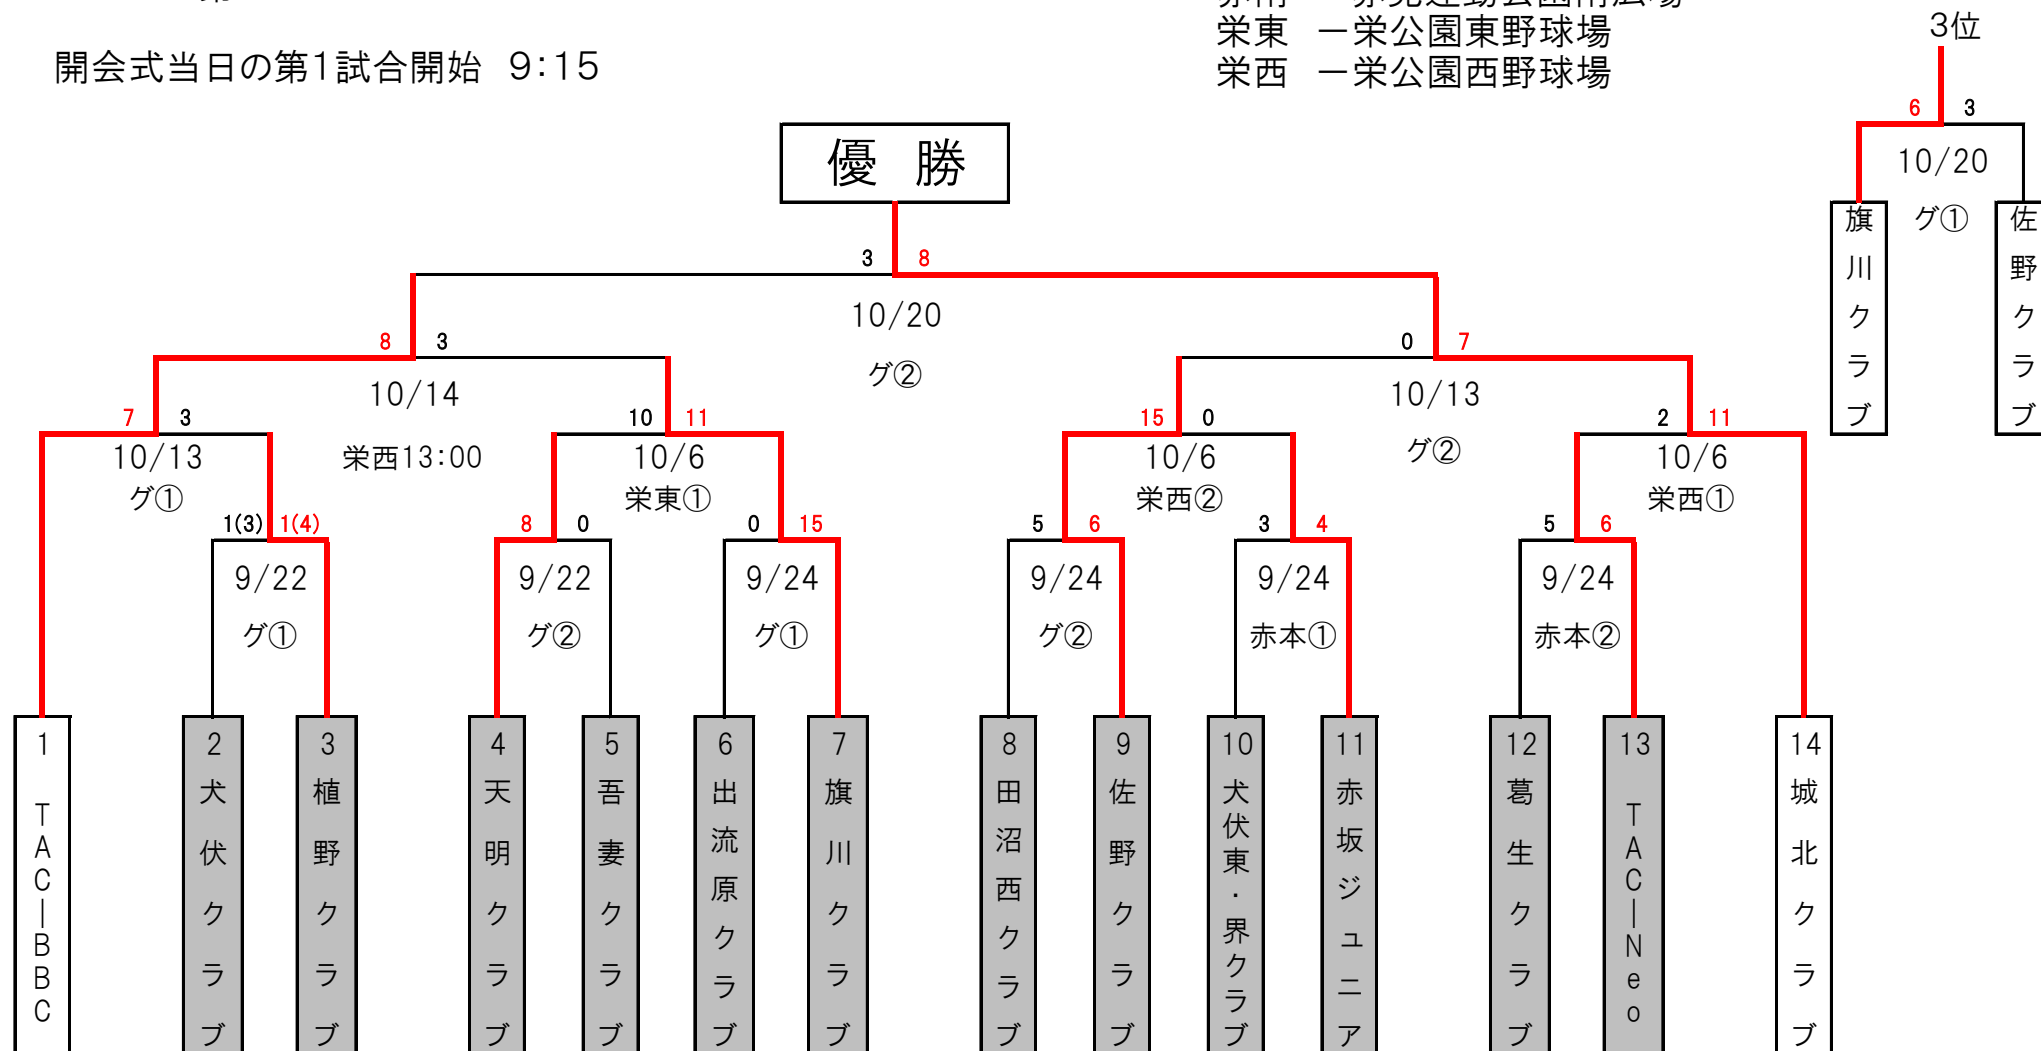 開会式当日の第1試合開始 9:15
栄東 ー栄公園東野球場
栄西 ー栄公園西野球場
3位
6 3
10/20
グ①
旗川クラブ
佐野クラブ
優 勝
3 8
10/20
グ②
8 3
10/14
栄西13:00
0 7
10/13
グ②
7 3
10/13
グ①
10 11
10/6
栄東①
15 0
10/6
栄西②
2 11
10/6
栄西①
1(3) 1(4)
9/22
グ①
8 0
9/22
グ②
0 15
9/24
グ①
5 6
9/24
グ②
3 4
9/24
赤本①
5 6
9/24
赤本②
1 TAC―BBC
2 犬伏クラブ
3 植野クラブ
4 天明クラブ
5 吾妻クラブ
6 出流原クラブ
7 旗川クラブ
8 田沼西クラブ
9 佐野クラブ
10 犬伏東・界クラブ
11 赤坂ジュニア
12 葛生クラブ
13 TAC―Neo
14 城北クラブ